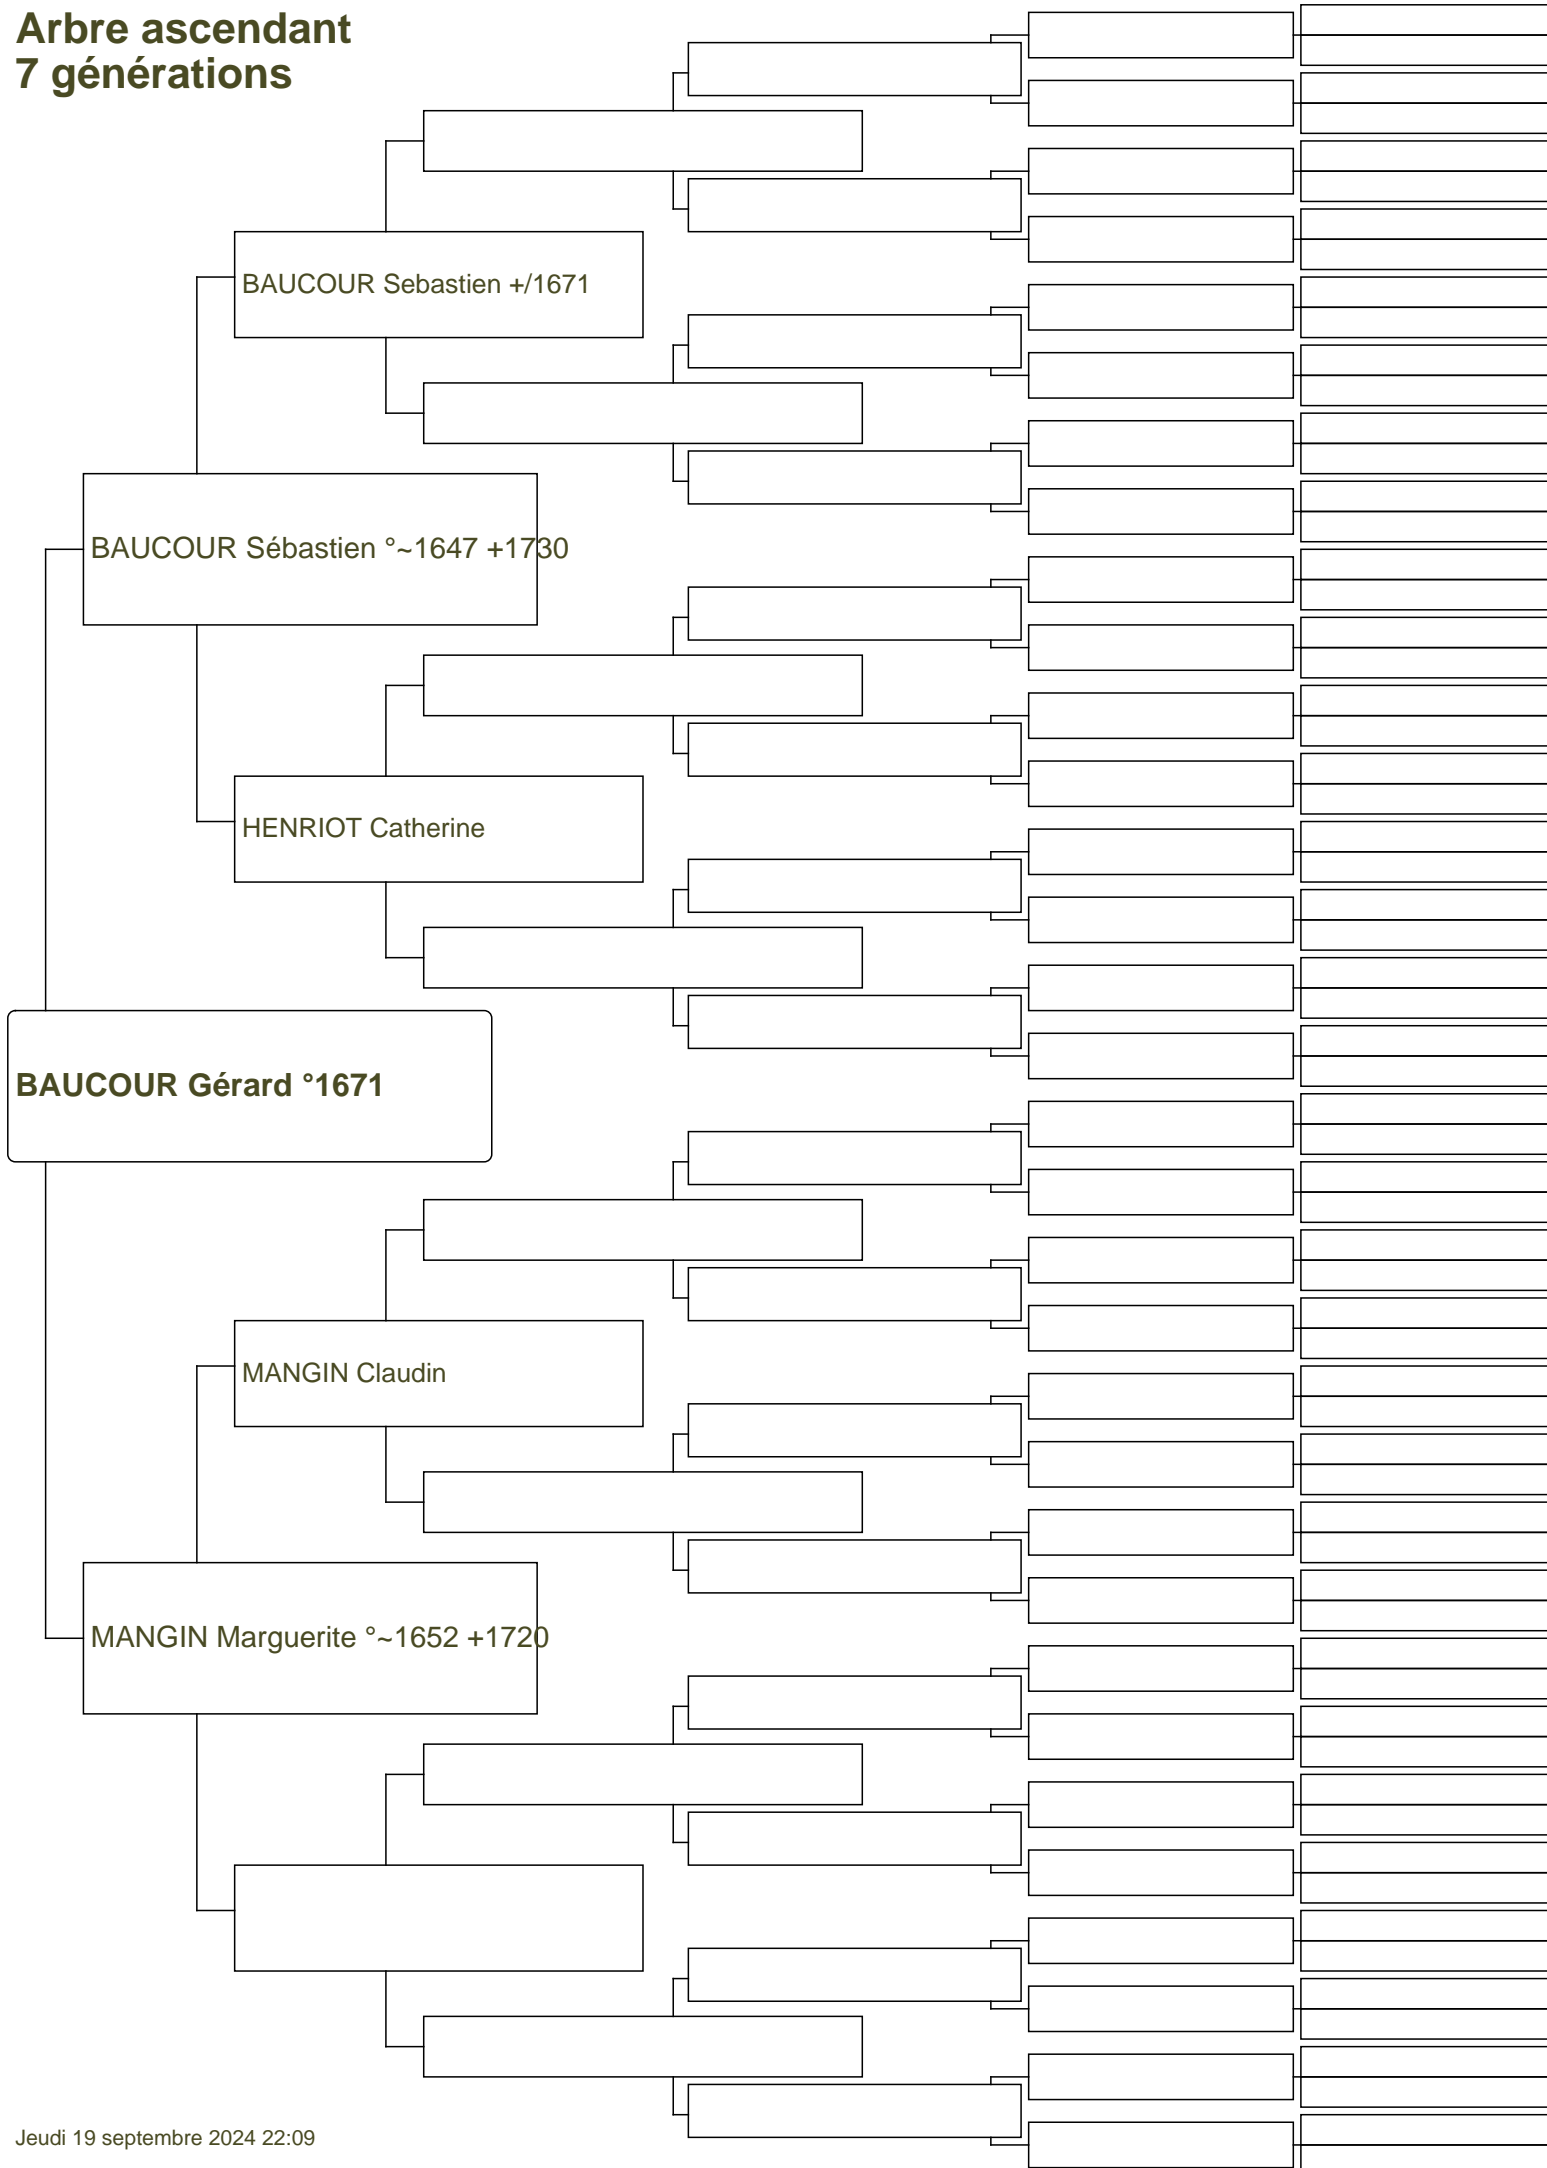 Arbre ascendant
7 générations
BAUCOUR Sebastien +/1671
BAUCOUR Sébastien °~1647 +1730
HENRIOT Catherine
BAUCOUR Gérard °1671
MANGIN Claudin
MANGIN Marguerite °~1652 +1720
Jeudi 19 septembre 2024 22:09